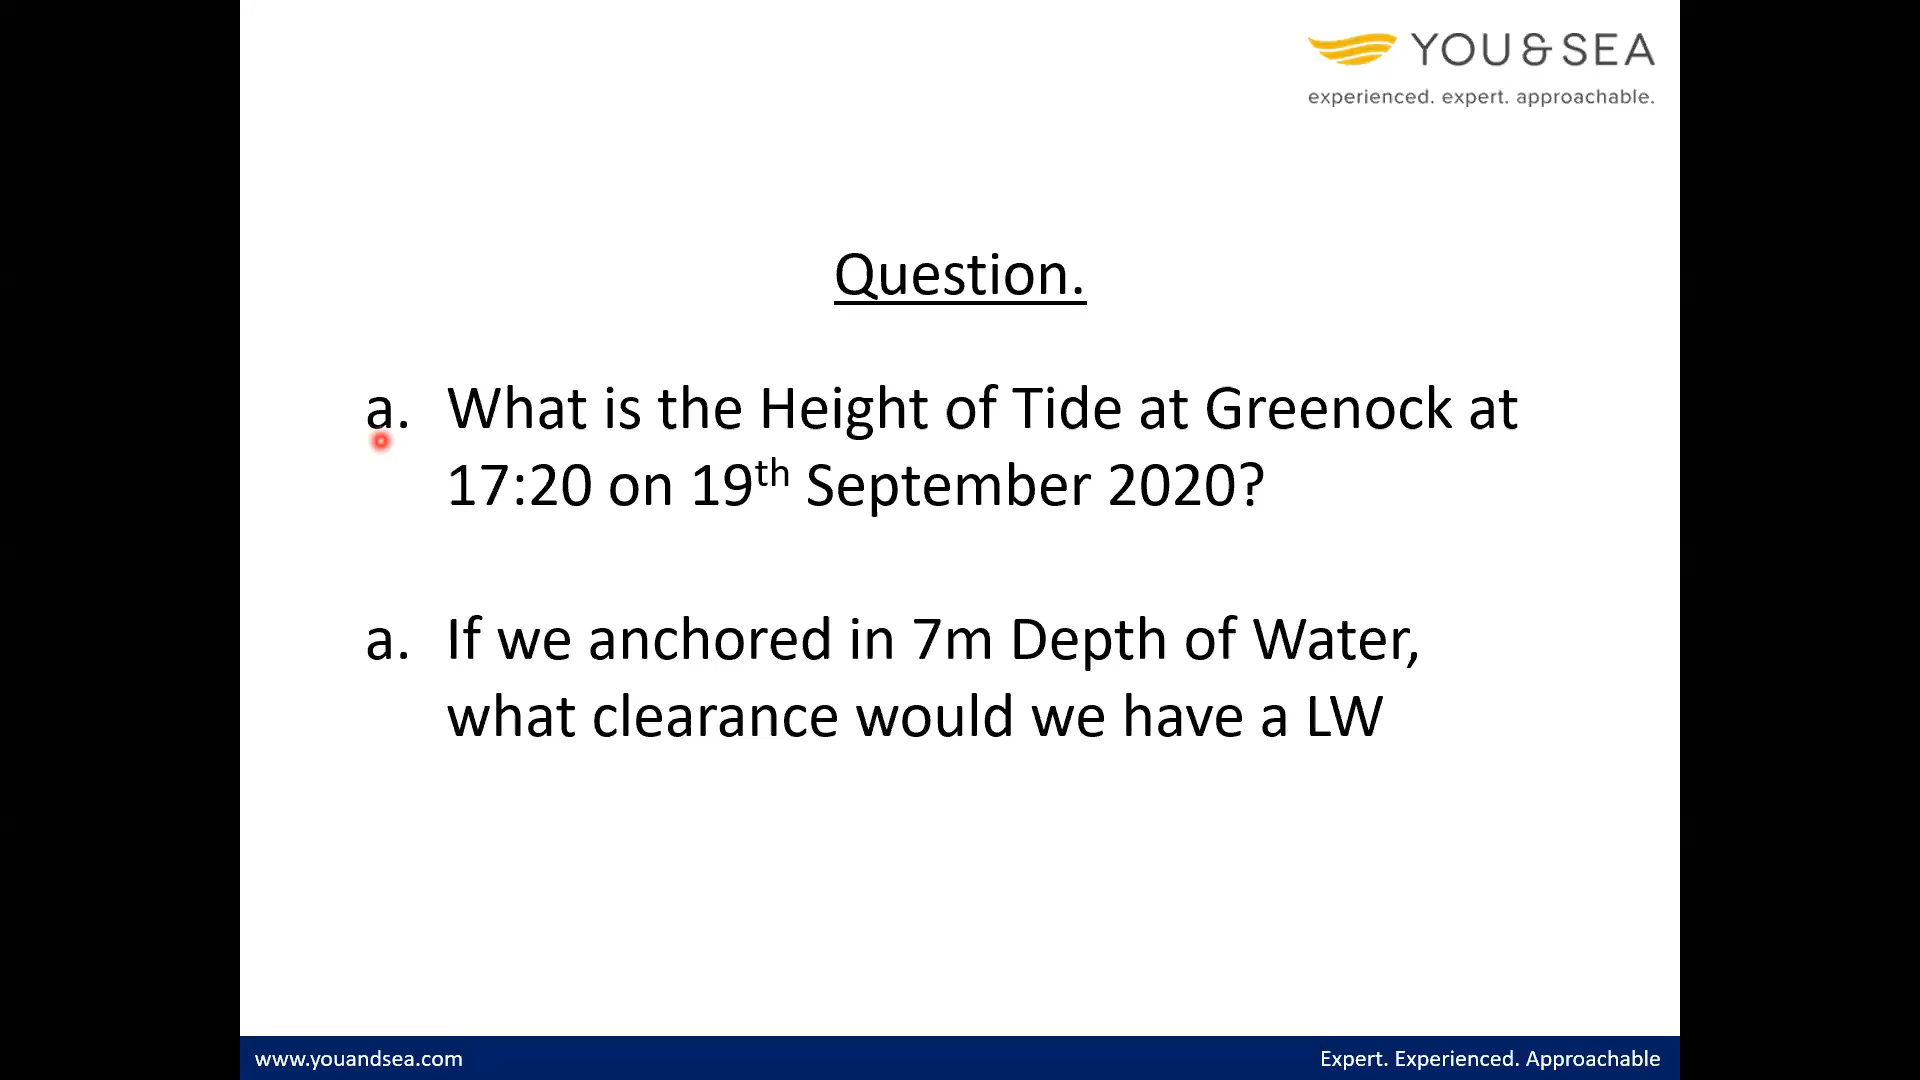 YOU & SEA
experienced. expert. approachable.
Question.
a. What is the Height of Tide at Greenock at
17:20 on 19th September 2020?
a. If we anchored in 7m Depth of Water,
what clearance would we have a LW
www.youandsea.com
Expert. Experienced. Approachable